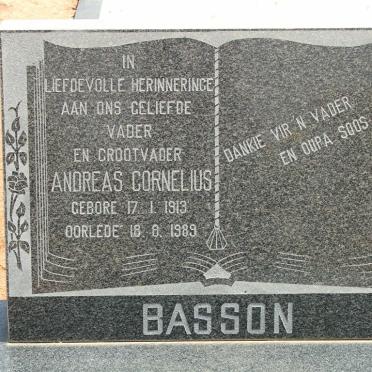 IN
LIEFDEVOLLE HERINNERINGE
AAN ONS GELIEFDE
VADER
EN GROOTVADER
ANDREAS CORNELIUS
GEBORE 17. 1. 1913
OORLEDE 18. 8. 1989
DANKIE VIR 'N VADER
EN OUPA SOOS
BASSON